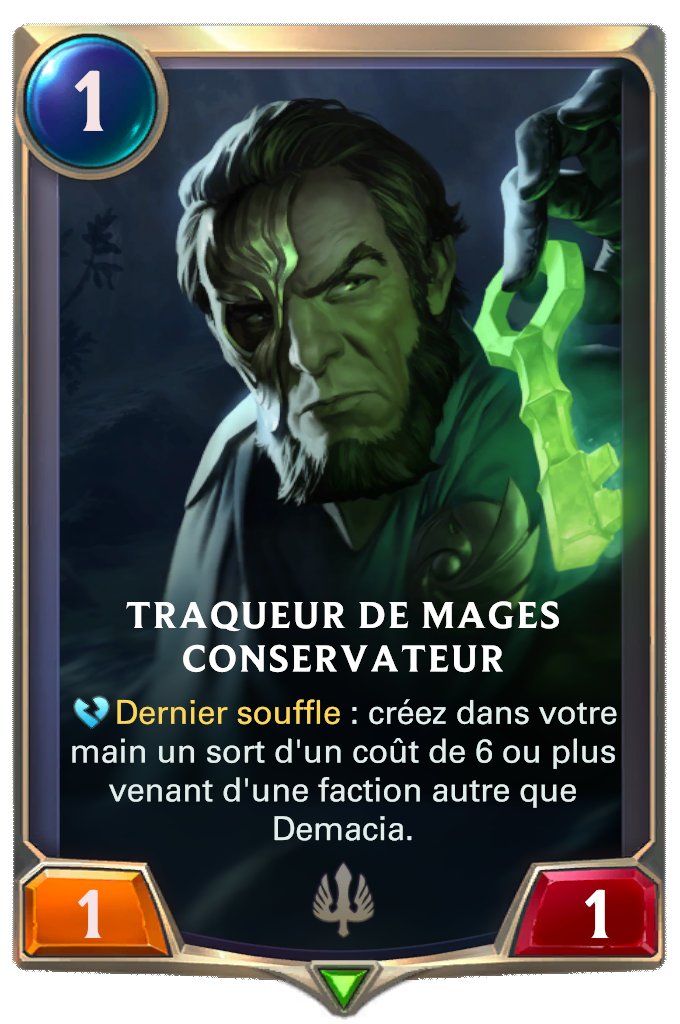 1
TRAQUEUR DE MAGES
CONSERVATEUR
Dernier souffle : créez dans votre
main un sort d'un coût de 6 ou plus
venant d'une faction autre que
Demacia.
1
1